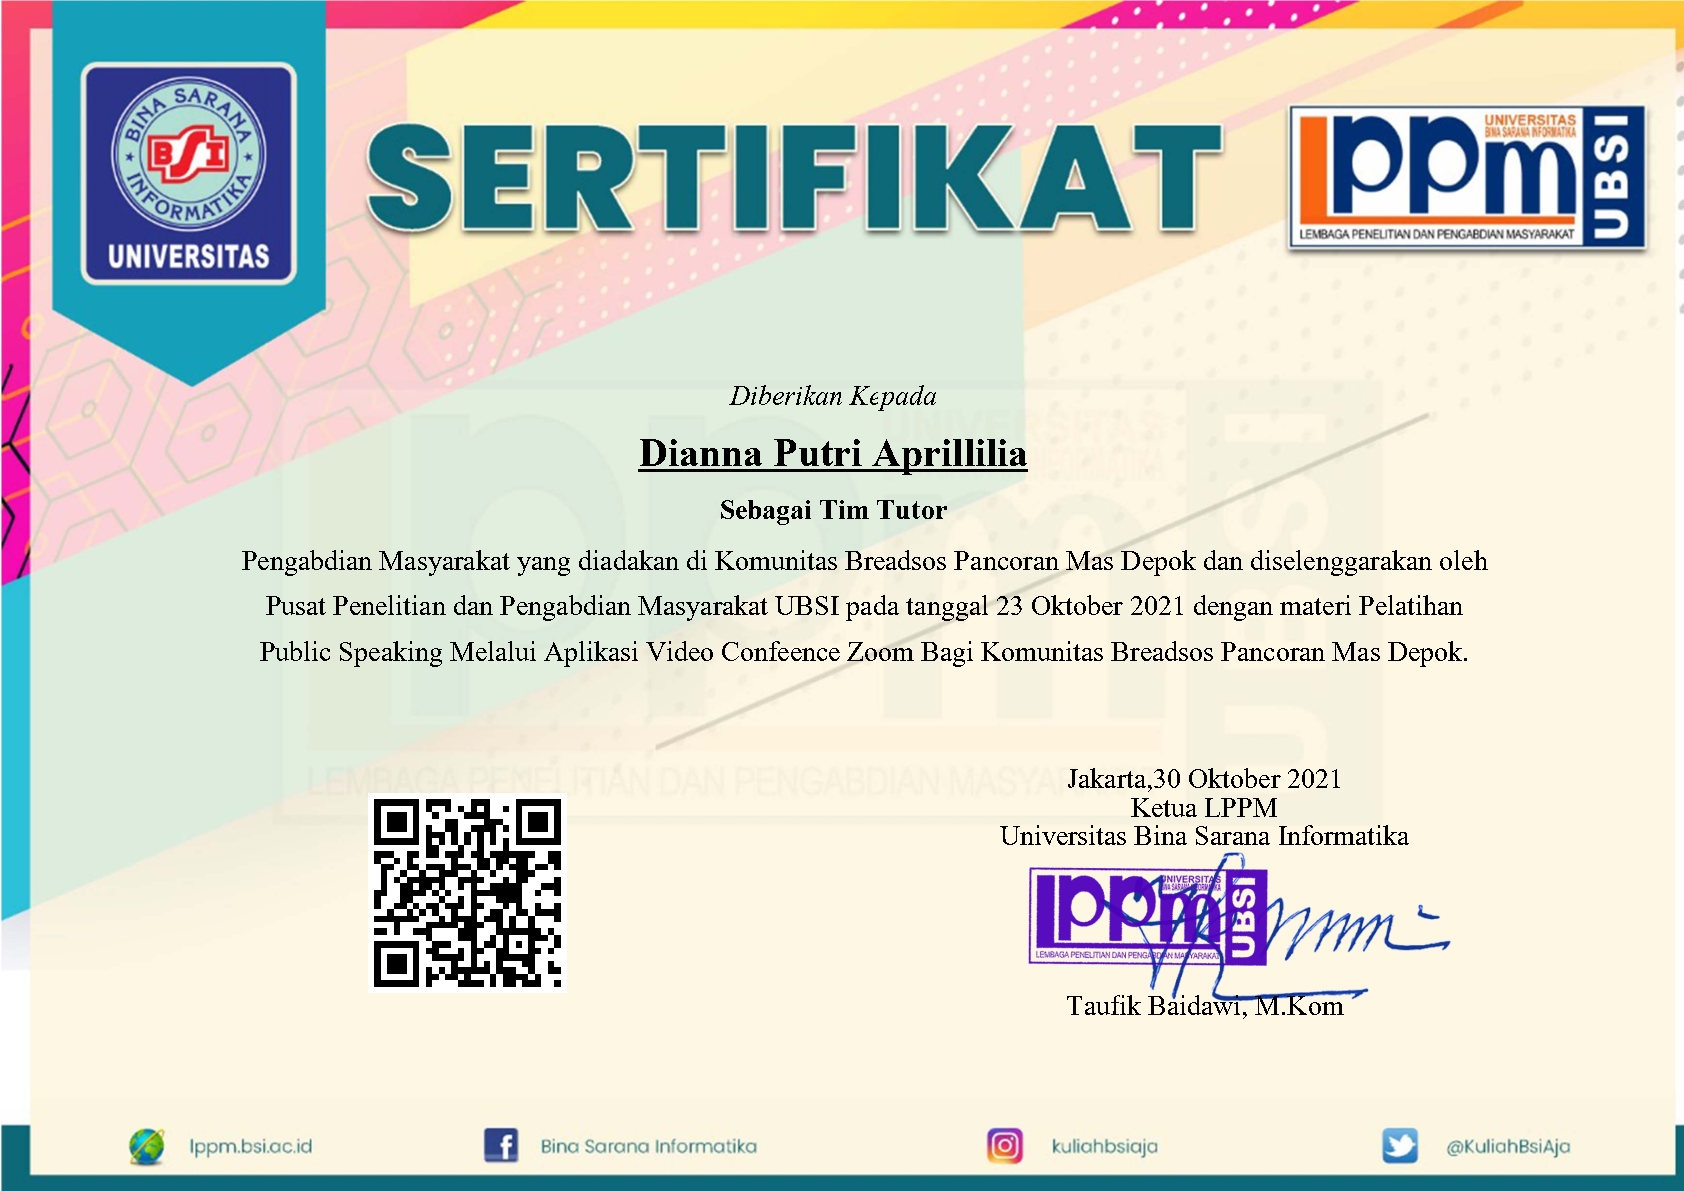 BINA SARANA
BSI
INFORMATIKA
UNIVERSITAS
SERTIFIKAT
lppm
UNIVERSITAS
BINA SARANA INFORMATIKA
UBSI
LEMBAGA PENELITIAN DAN PENGABDIAN MASYARAKAT
Diberikan Kepada
Dianna Putri Aprillilia
Sebagai Tim Tutor
Pengabdian Masyarakat yang diadakan di Komunitas Breadsos Pancoran Mas Depok dan diselenggarakan oleh
Pusat Penelitian dan Pengabdian Masyarakat UBSI pada tanggal 23 Oktober 2021 dengan materi Pelatihan
Public Speaking Melalui Aplikasi Video Confeence Zoom Bagi Komunitas Breadsos Pancoran Mas Depok.
Jakarta,30 Oktober 2021
Ketua LPPM
Universitas Bina Sarana Informatika
lppm
UNIVERSITAS
BINA SARANA INFORMATIKA
UBSI
LEMBAGA PENELITIAN DAN PENGABDIAN MASYARAKAT
Taufik Baidawi, M.Kom
lppm.bsi.ac.id
Bina Sarana Informatika
kuliahbsiaja
@KuliahBsiAja